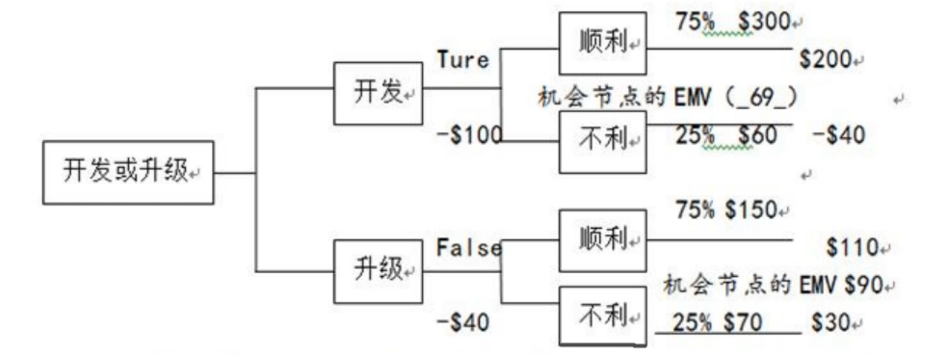 75% $300
顺利
Ture
$200
开发
机会节点的 EMV（_69_）
-$100
不利
25% $60
-$40
开发或升级
75% $150
顺利
False
$110
升级
机会节点的 EMV $90
-$40
不利
25% $70
$30